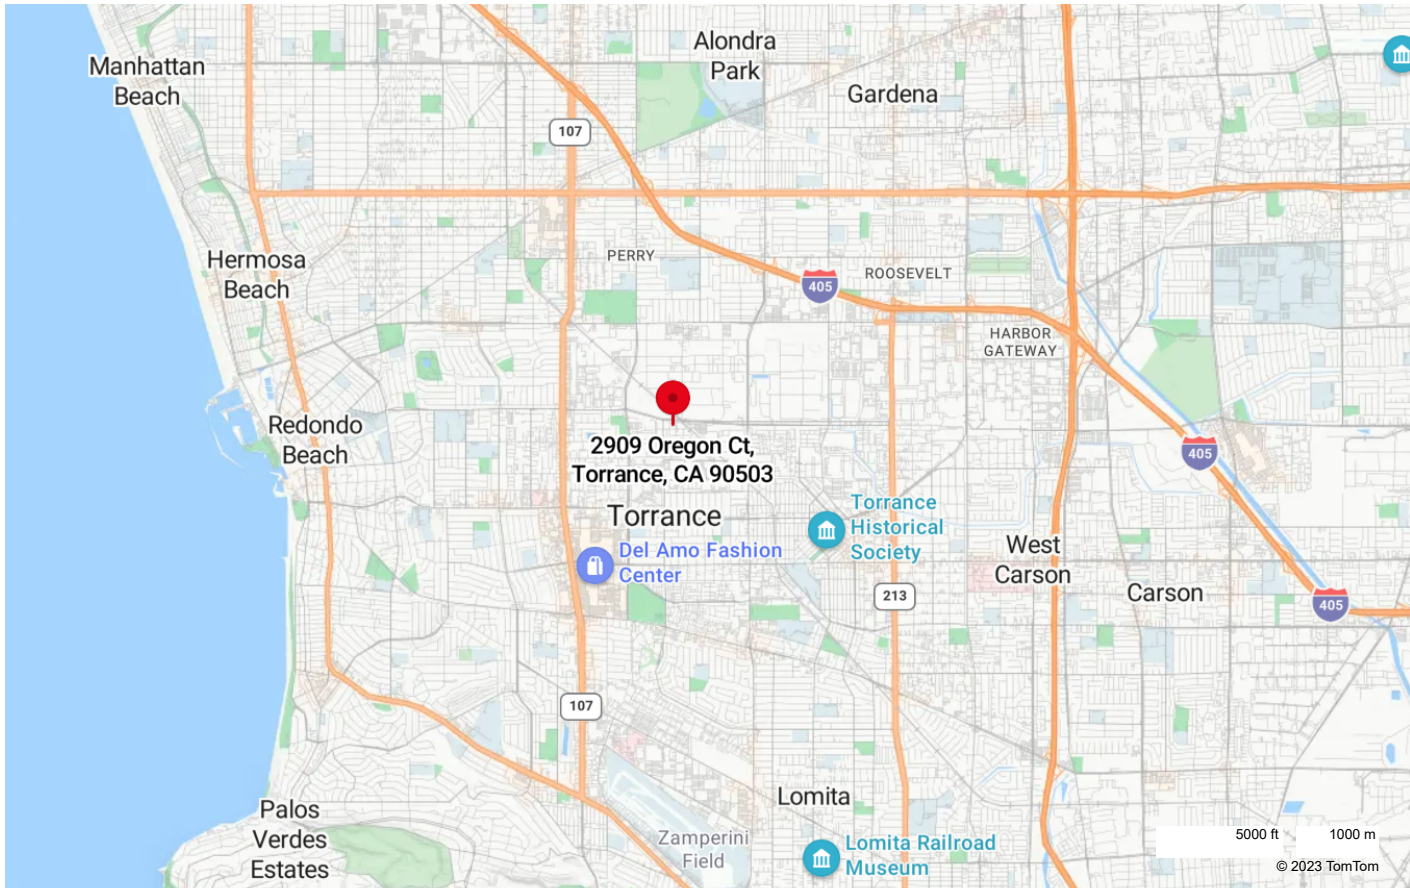 Manhattan
Beach
Alondra
Park
Gardena
107
Hermosa
Beach
PERRY
ROOSEVELT
405
HARBOR
GATEWAY
Redondo
Beach
2909 Oregon Ct,
Torrance, CA 90503
405
Torrance
Torrance
Historical
Society
Del Amo Fashion
Center
West
Carson
Carson
213
405
107
Palos
Verdes
Estates
Lomita
Zamperini
Field
Lomita Railroad
Museum
5000 ft
1000 m
© 2023 TomTom